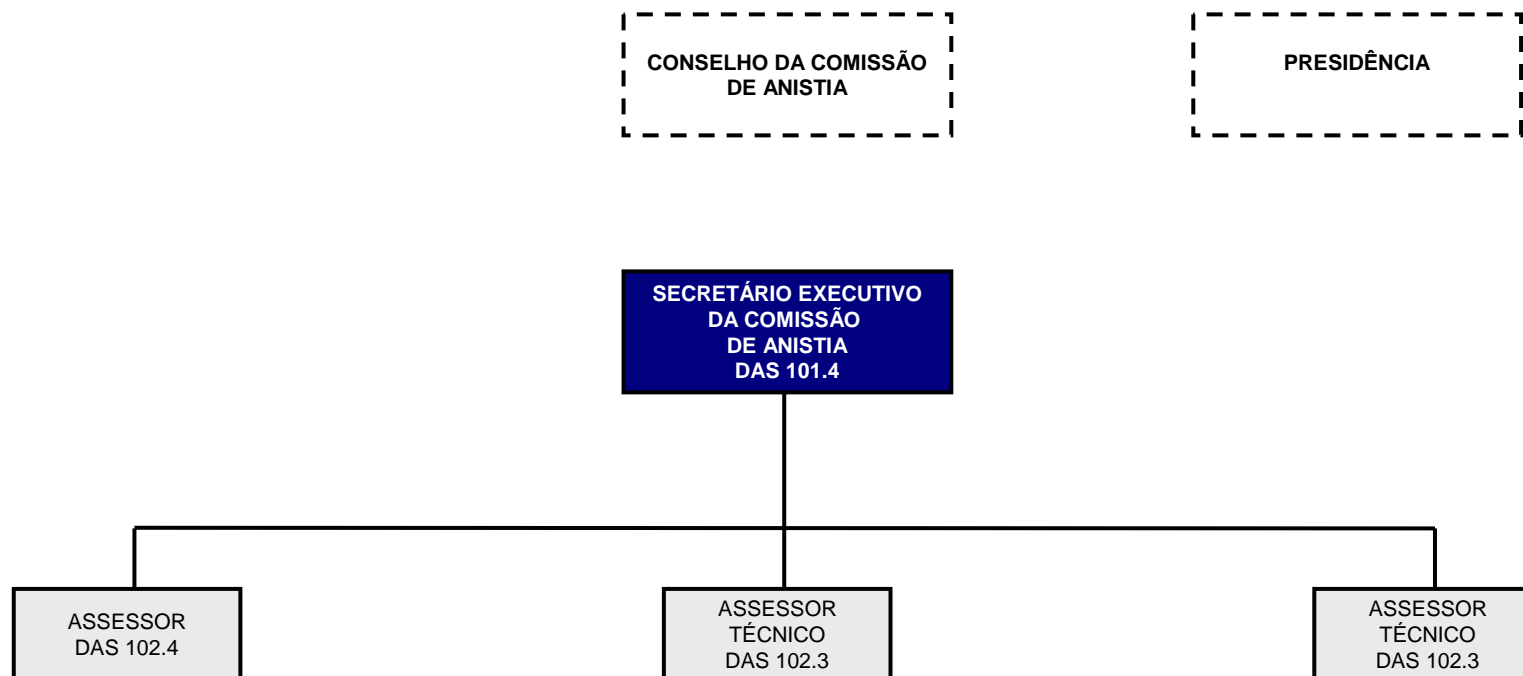 CONSELHO DA COMISSÃO
DE ANISTIA
PRESIDÊNCIA
SECRETÁRIO EXECUTIVO
DA COMISSÃO
DE ANISTIA
DAS 101.4
ASSESSOR
DAS 102.4
ASSESSOR
TÉCNICO
DAS 102.3
ASSESSOR
TÉCNICO
DAS 102.3